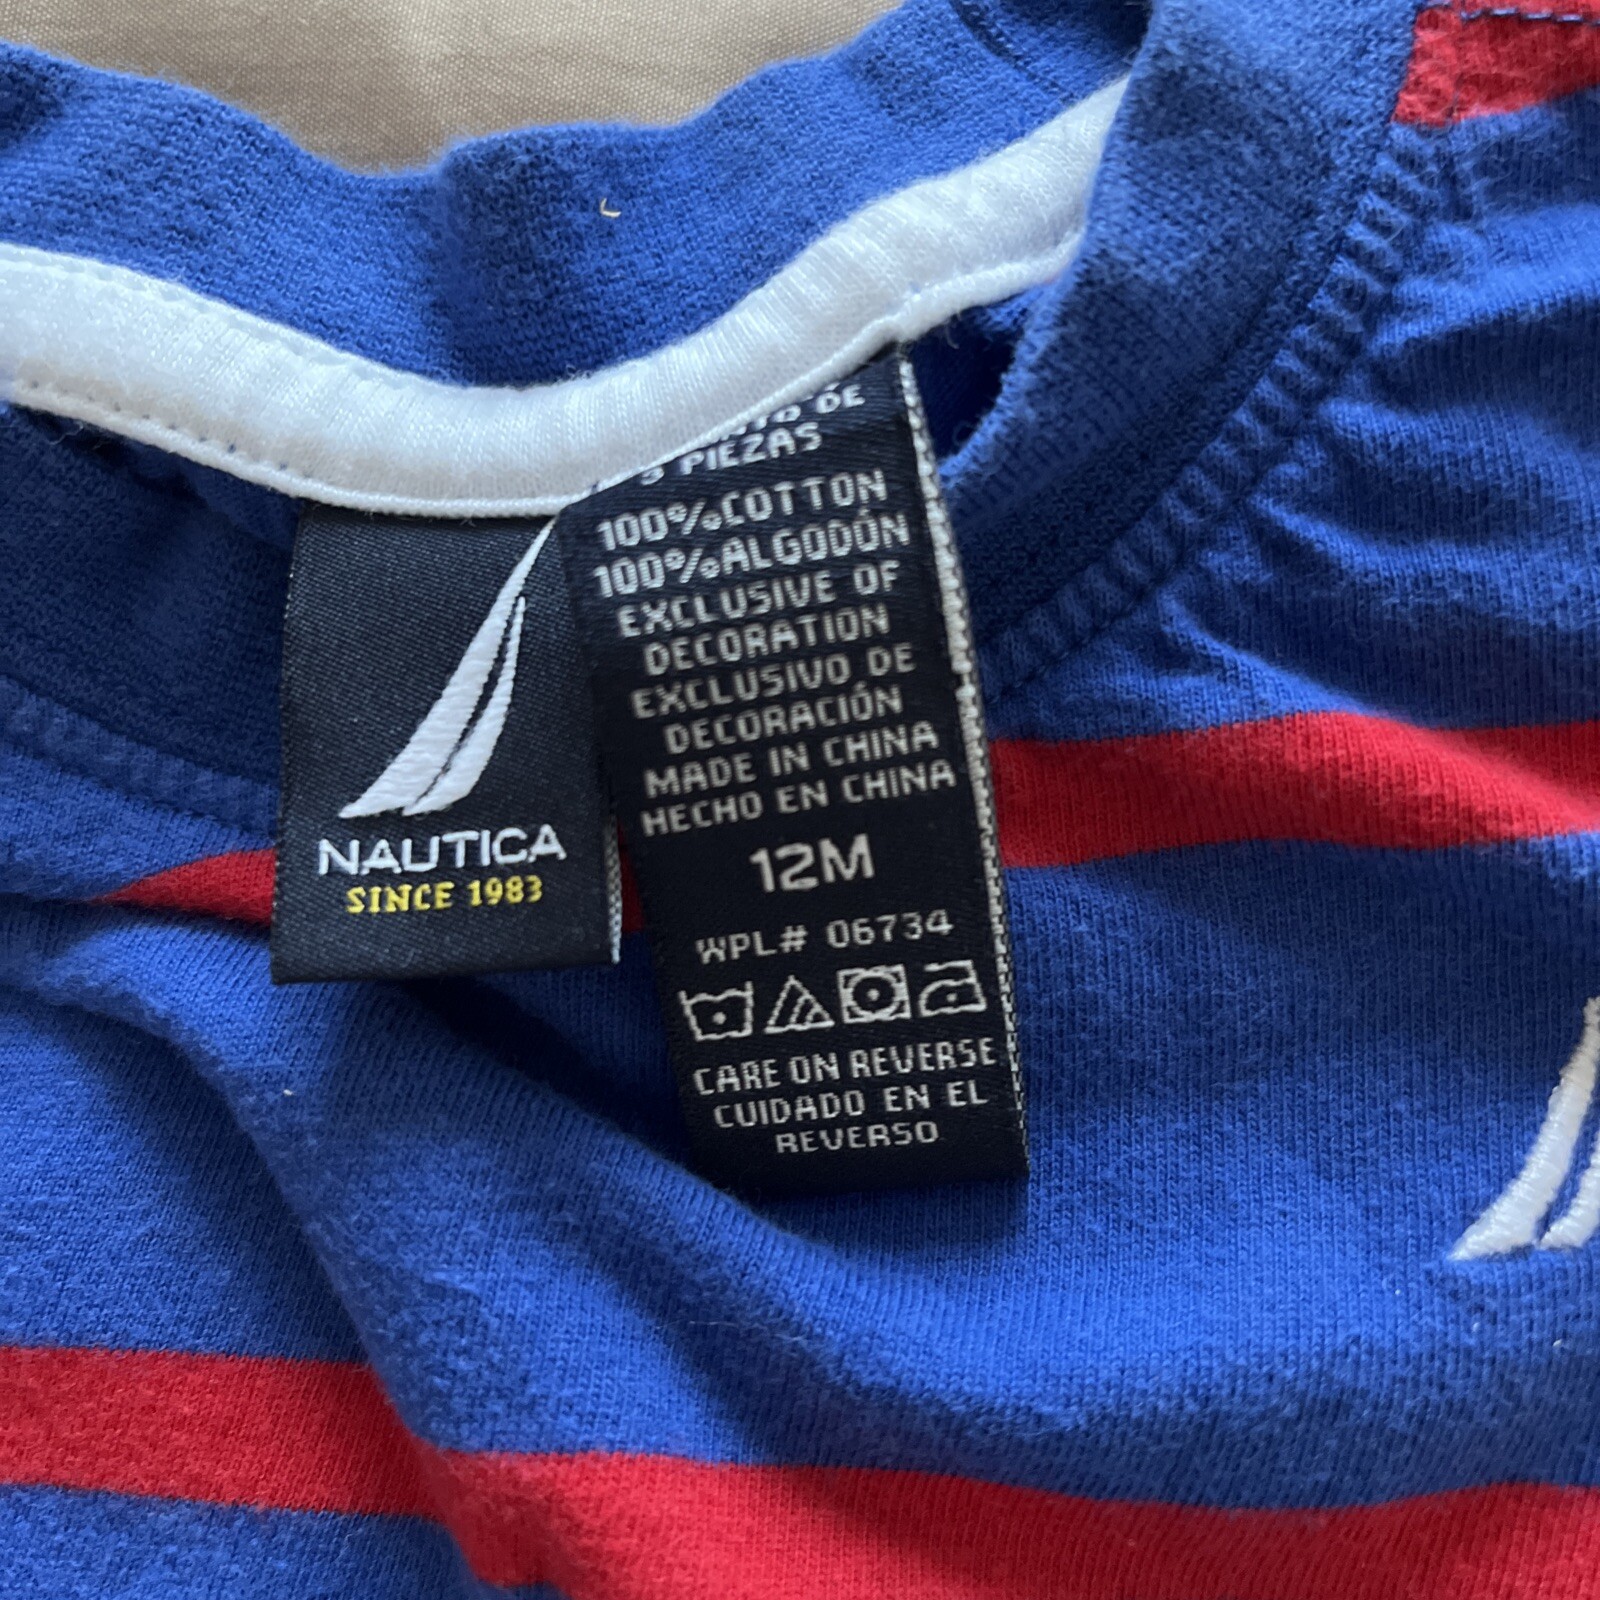 NAUTICA
SINCE 1983
DE
PIEZAS
100% COTTON
100% ALGODÓN
EXCLUSIVE OF
DECORATION
EXCLUSIVO DE
DECORACIÓN
MADE IN CHINA
HECHO EN CHINA
12M
WPL# 06734
CARE ON REVERSE
CUIDADO EN EL
REVERSO